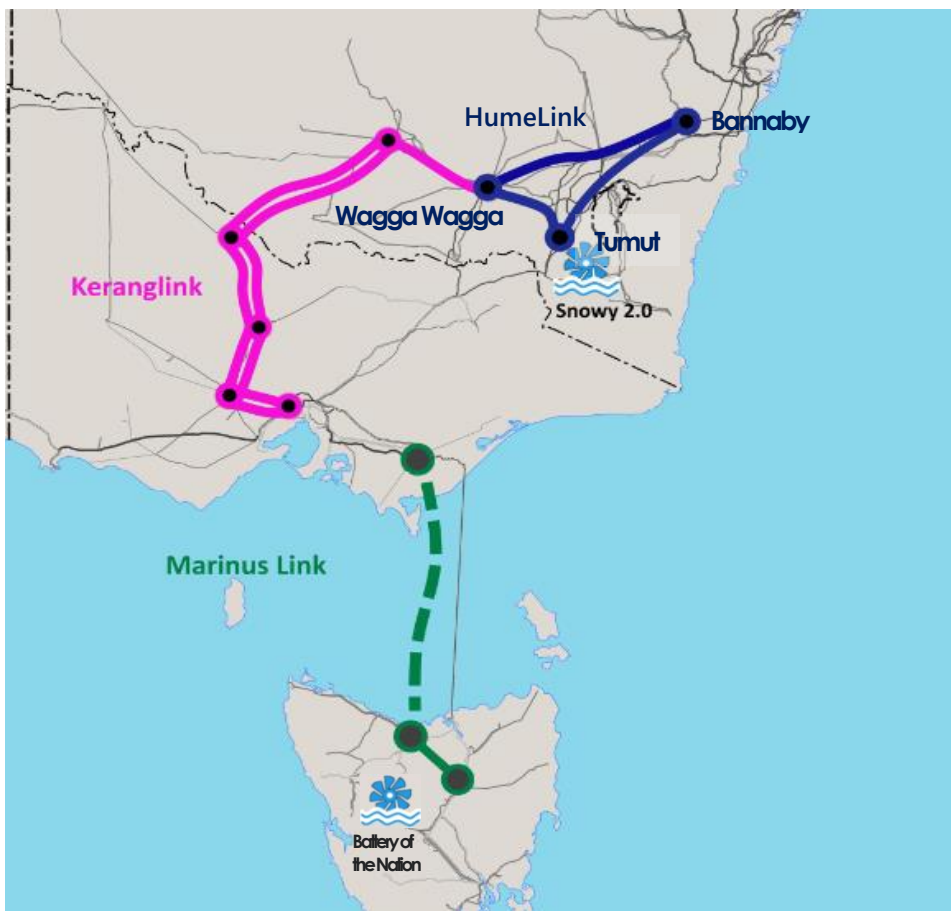 HumeLink
Bannaby
Wagga Wagga
Tumut
Keranglink
Snowy 2.0
Marinus Link
Battery of
the Nation